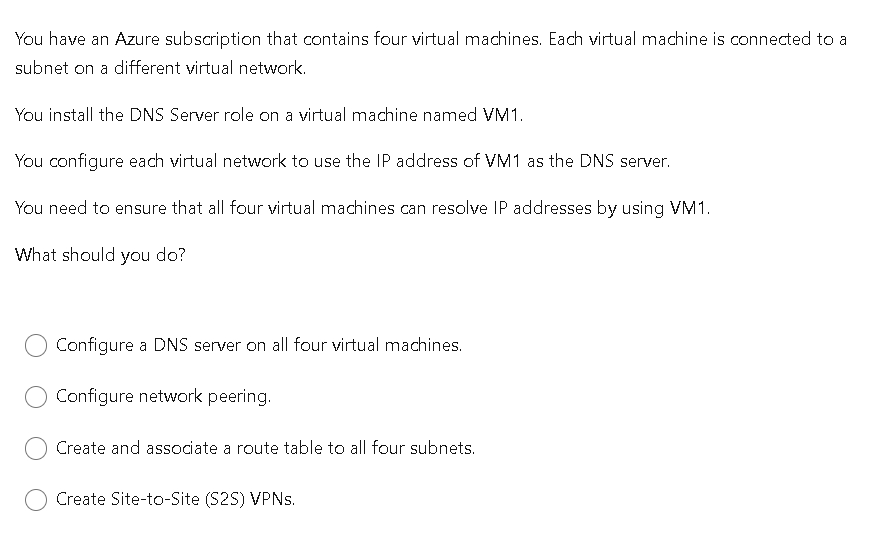 You have an Azure subscription that contains four virtual machines. Each virtual machine is connected to a
subnet on a different virtual network.
You install the DNS Server role on a virtual machine named VM1.
You configure each virtual network to use the IP address of VM1 as the DNS server.
You need to ensure that all four virtual machines can resolve IP addresses by using VM1.
What should you do?
Configure a DNS server on all four virtual machines.
Configure network peering.
Create and associate a route table to all four subnets.
Create Site-to-Site (S2S) VPNs.